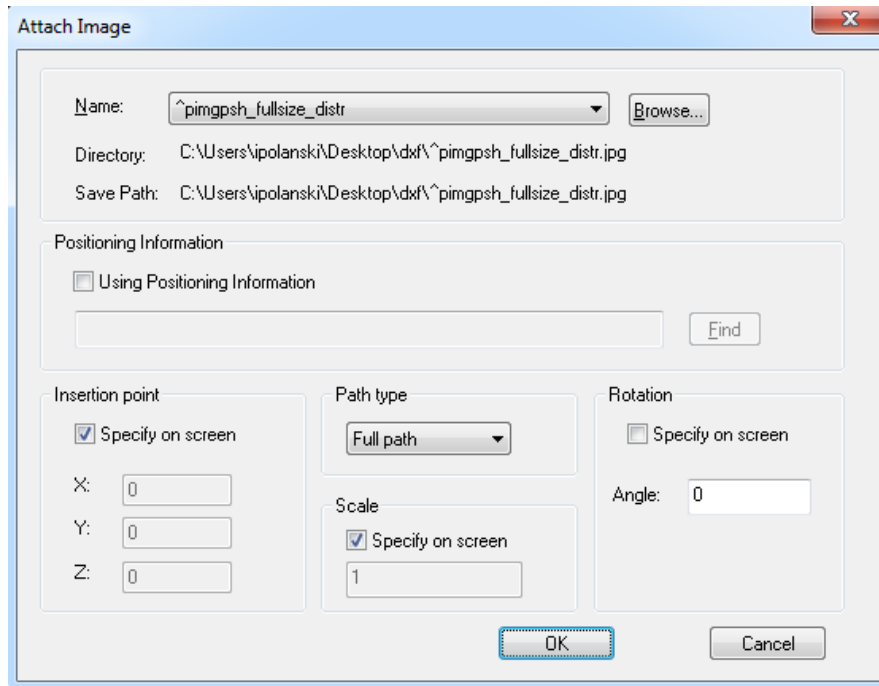 Attach Image
Name: ^pimgpsh_fullsize_distr Browse...
Directory: C:\Users\ipolanski\Desktop\dxf\^pimgpsh_fullsize_distr.jpg
Save Path: C:\Users\ipolanski\Desktop\dxf\^pimgpsh_fullsize_distr.jpg
Positioning Information
Using Positioning Information
Find
Insertion point
Specify on screen
X: 0
Y: 0
Z: 0
Path type
Full path
Scale
Specify on screen
1
Rotation
Specify on screen
Angle: 0
OK Cancel